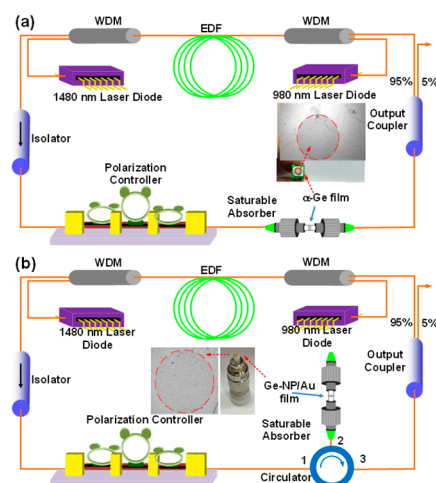 (a)
WDM
EDF
WDM
1480 nm Laser Diode
980 nm Laser Diode
95%
5%
Isolator
Output
Coupler
Polarization
Controller
Saturable
Absorber
α-Ge film
(b)
WDM
EDF
WDM
1480 nm Laser
Diode
980 nm Laser
Diode
95%
5%
Isolator
Output
Coupler
Ge-NP/Au
film
Polarization Controller
Saturable
Absorber
2
1
3
Circulator